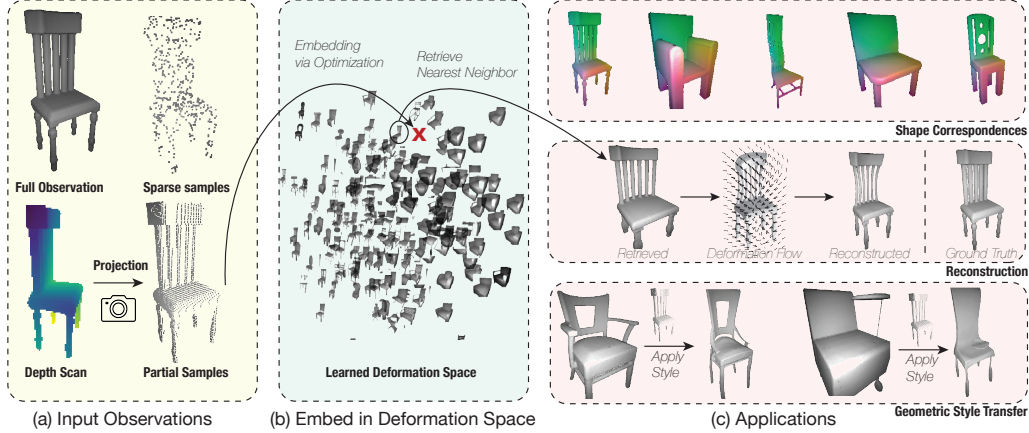 Full Observation
Sparse samples
Projection
Depth Scan
Partial Samples
(a) Input Observations
Embedding
via Optimization
Retrieve
Nearest Neighbor
X
Learned Deformation Space
(b) Embed in Deformation Space
Shape Correspondences
Retrieved
Deformation Flow
Reconstructed
Ground Truth
Reconstruction
Apply
Style
Apply
Style
Geometric Style Transfer
(c) Applications